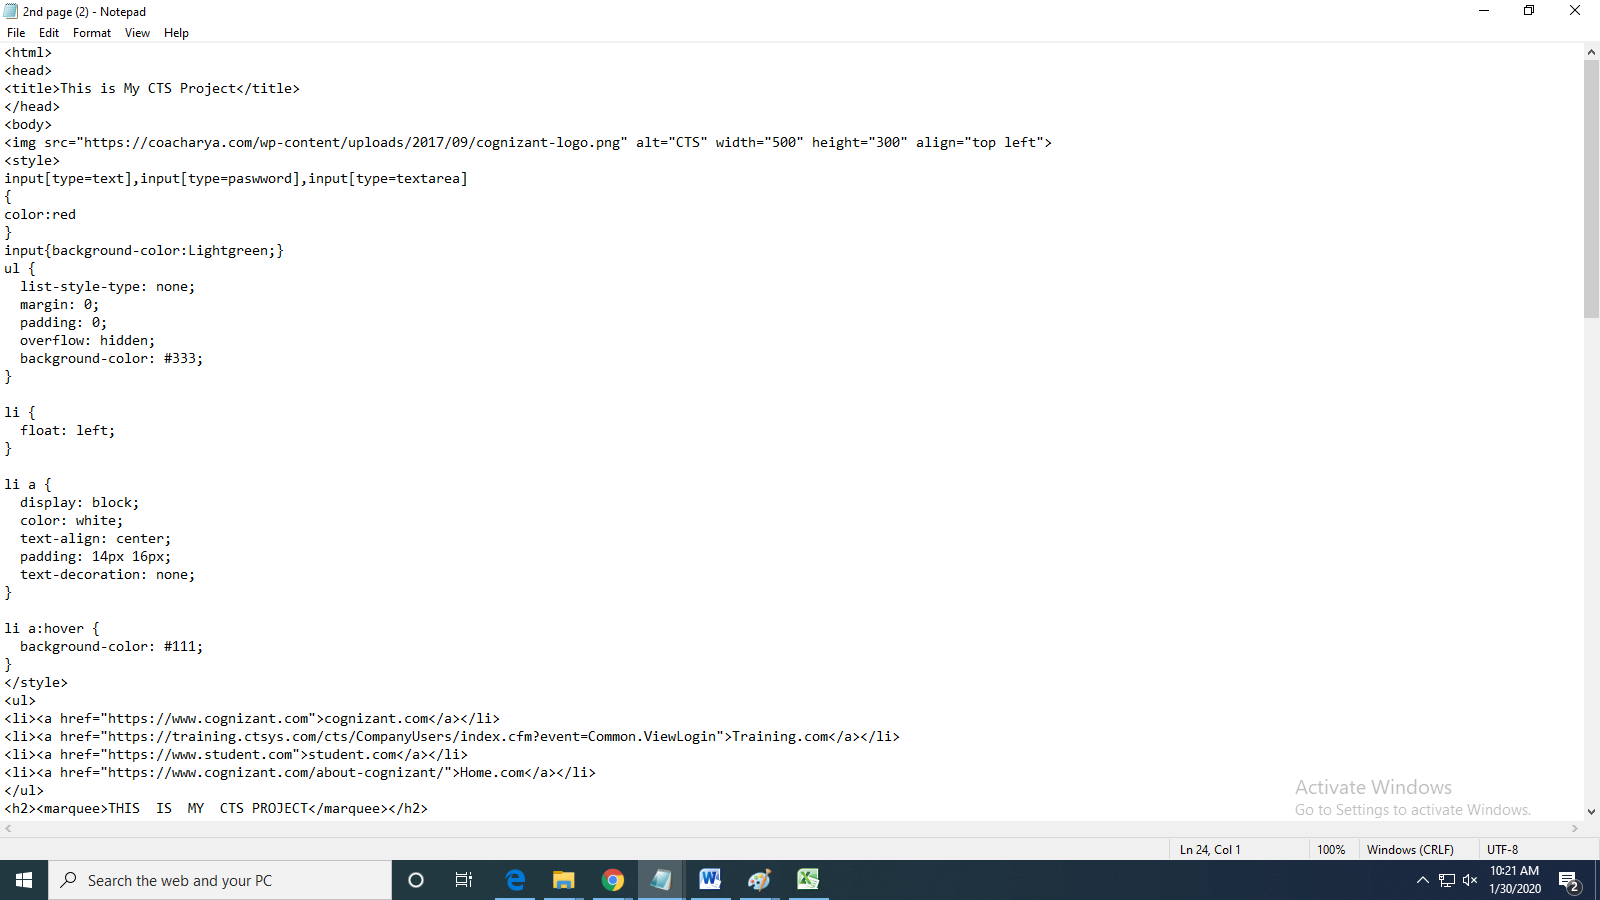 2nd page (2) - Notepad
File Edit Format View Help
<html>
<head>
<title>This is My CTS Project</title>
</head>
<body>
<img src="https://coacharya.com/wp-content/uploads/2017/09/cognizant-logo.png" alt="CTS" width="500" height="300" align="top left">
<style>
input[type=text],input[type=paswword],input[type=textarea]
{
color:red
}
input{background-color:Lightgreen;}
ul {
  list-style-type: none;
  margin: 0;
  padding: 0;
  overflow: hidden;
  background-color: #333;
}

li {
  float: left;
}

li a {
  display: block;
  color: white;
  text-align: center;
  padding: 14px 16px;
  text-decoration: none;
}

li a:hover {
  background-color: #111;
}
</style>
<ul>
<li><a href="https://www.cognizant.com">cognizant.com</a></li>
<li><a href="https://training.ctsys.com/cts/CompanyUsers/index.cfm?event=Common.ViewLogin">Training.com</a></li>
<li><a href="https://www.student.com">student.com</a></li>
<li><a href="https://www.cognizant.com/about-cognizant/">Home.com</a></li>
</ul>
<h2><marquee>THIS  IS  MY  CTS PROJECT</marquee></h2>
Activate Windows
Go to Settings to activate Windows.
Ln 24, Col 1 100% Windows (CRLF) UTF-8
Search the web and your PC
10:21 AM
1/30/2020
2